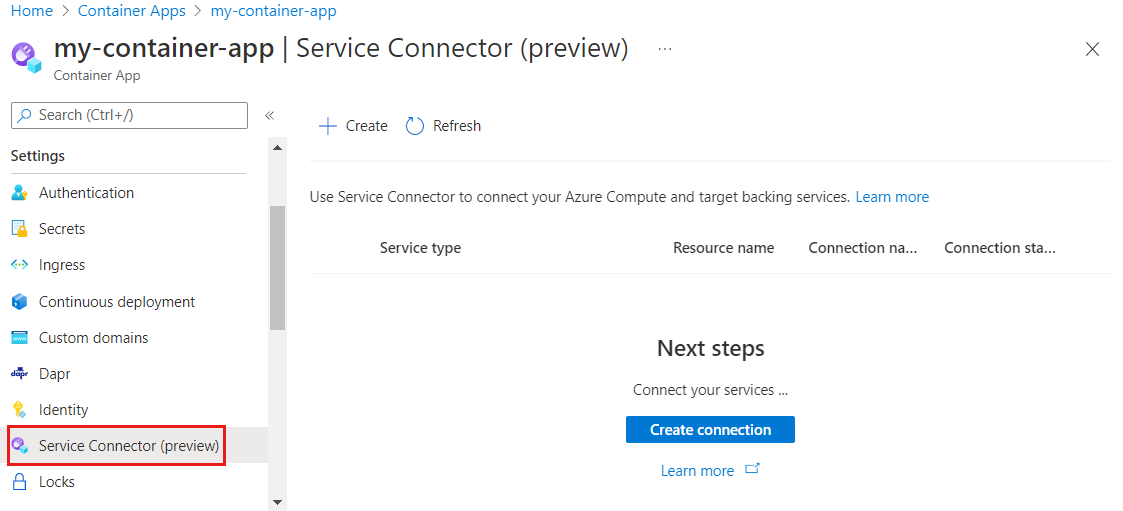 Home > Container Apps > my-container-app
my-container-app | Service Connector (preview) ...
Container App
Search (Ctrl+/)
«
Create
Refresh
Settings
Authentication
Secrets
Ingress
Continuous deployment
www
Custom domains
dapr
Dapr
Identity
Service Connector (preview)
Locks
Use Service Connector to connect your Azure Compute and target backing services. Learn more
Service type Resource name Connection na... Connection sta...
Next steps
Connect your services ...
Create connection
Learn more